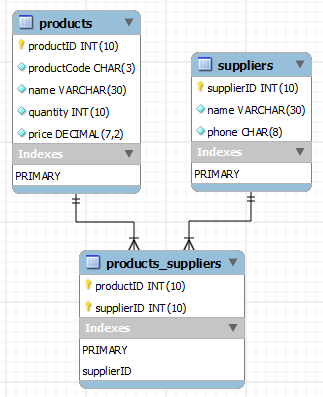 products
productID INT(10)
productCode CHAR(3)
name VARCHAR(30)
quantity INT(10)
price DECIMAL(7,2)
Indexes
PRIMARY
suppliers
supplierID INT(10)
name VARCHAR(30)
phone CHAR(8)
Indexes
PRIMARY
products_suppliers
productID INT(10)
supplierID INT(10)
Indexes
PRIMARY
supplierID